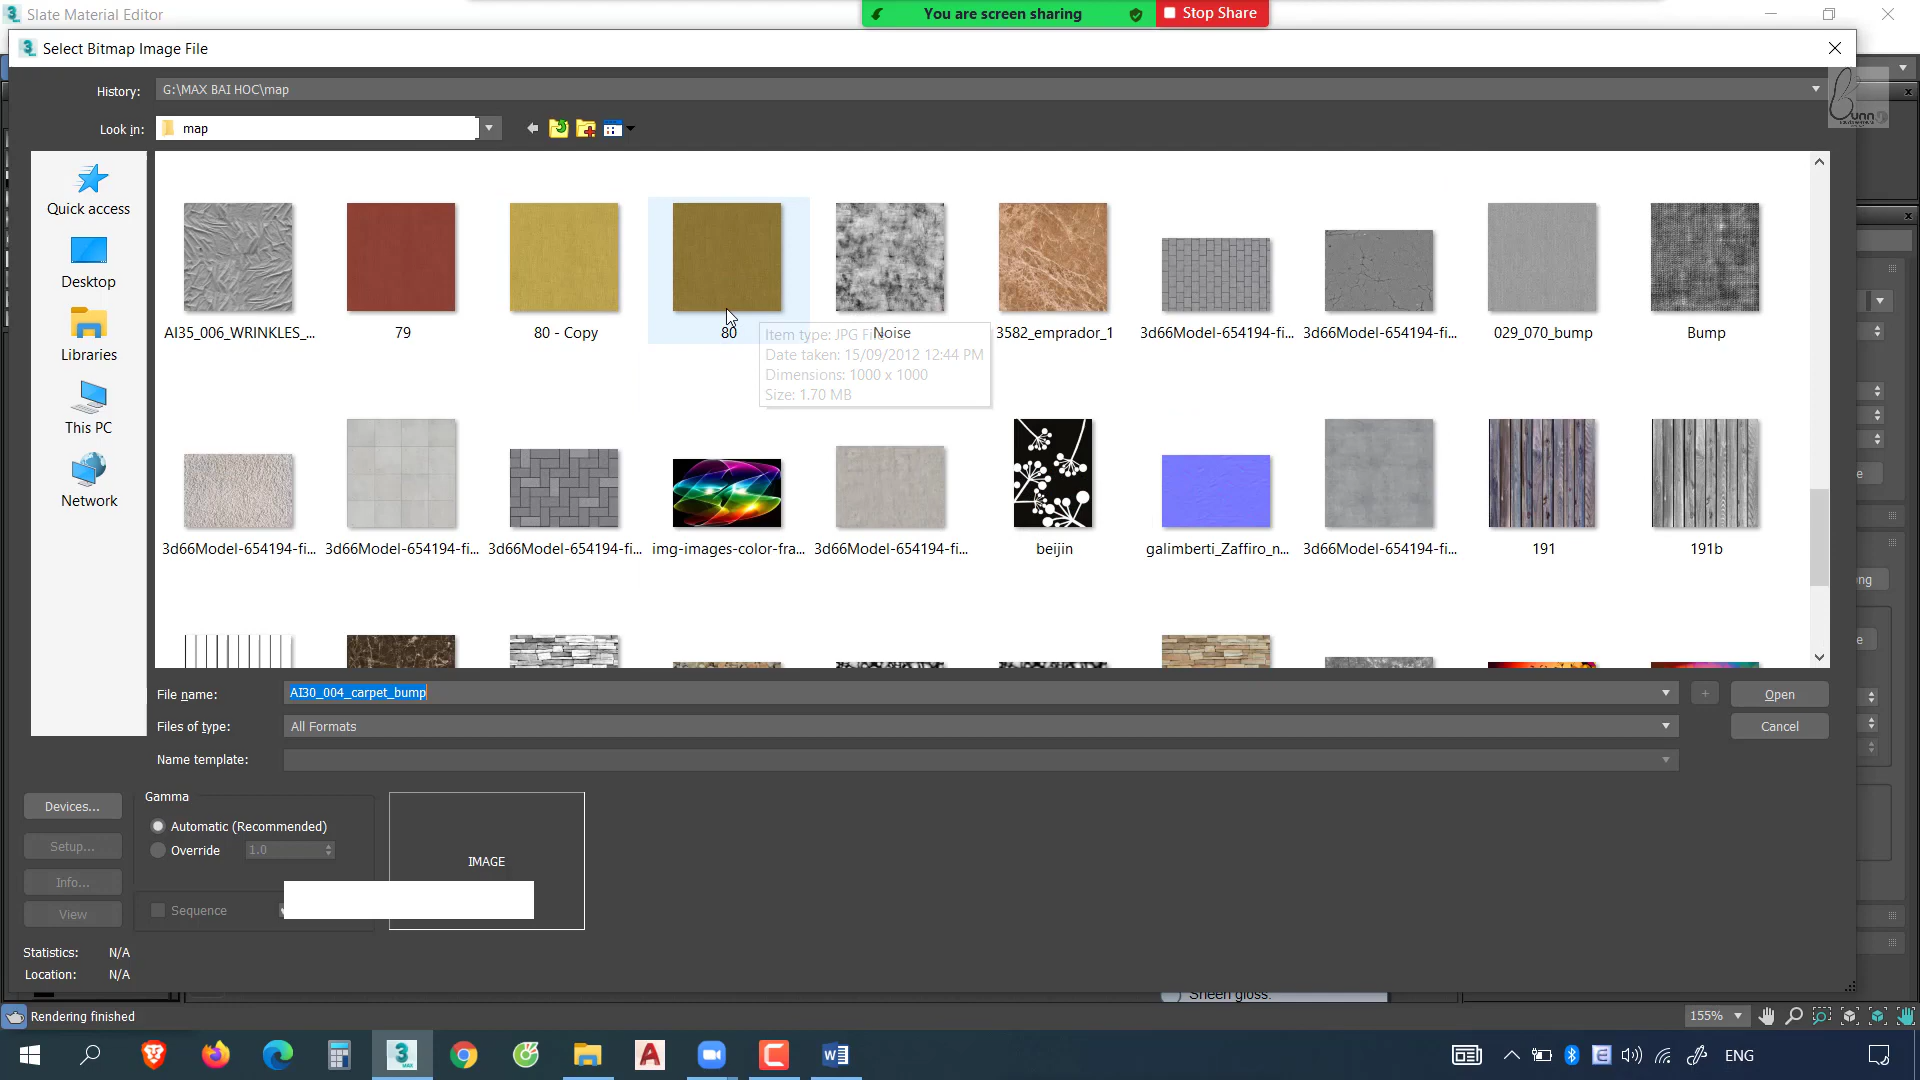 Slate Material Editor
You are screen sharing
Stop Share
Select Bitmap Image File
History:
G:\MAX BAI HOC\map
Look in:
map
Quick access
Desktop
Libraries
This PC
Network
AI35_006_WRINKLES_...
79
80 - Copy
80
Noise
3582_emprador_1
3d66Model-654194-fi...
3d66Model-654194-fi...
029_070_bump
Bump
Item type: JPG File
Date taken: 15/09/2012 12:44 PM
Dimensions: 1000 x 1000
Size: 1.70 MB
3d66Model-654194-fi...
3d66Model-654194-fi...
3d66Model-654194-fi...
img-images-color-fra...
3d66Model-654194-fi...
beijin
galimberti_Zaffiro_n...
3d66Model-654194-fi...
191
191b
File name:
AI30_004_carpet_bump
Open
Files of type:
All Formats
Cancel
Name template:
Devices...
Setup...
Info...
View
Gamma
Automatic (Recommended)
Override
1.0
Sequence
IMAGE
Statistics:
N/A
Location:
N/A
Sheen gloss:
Rendering finished
155%
ENG